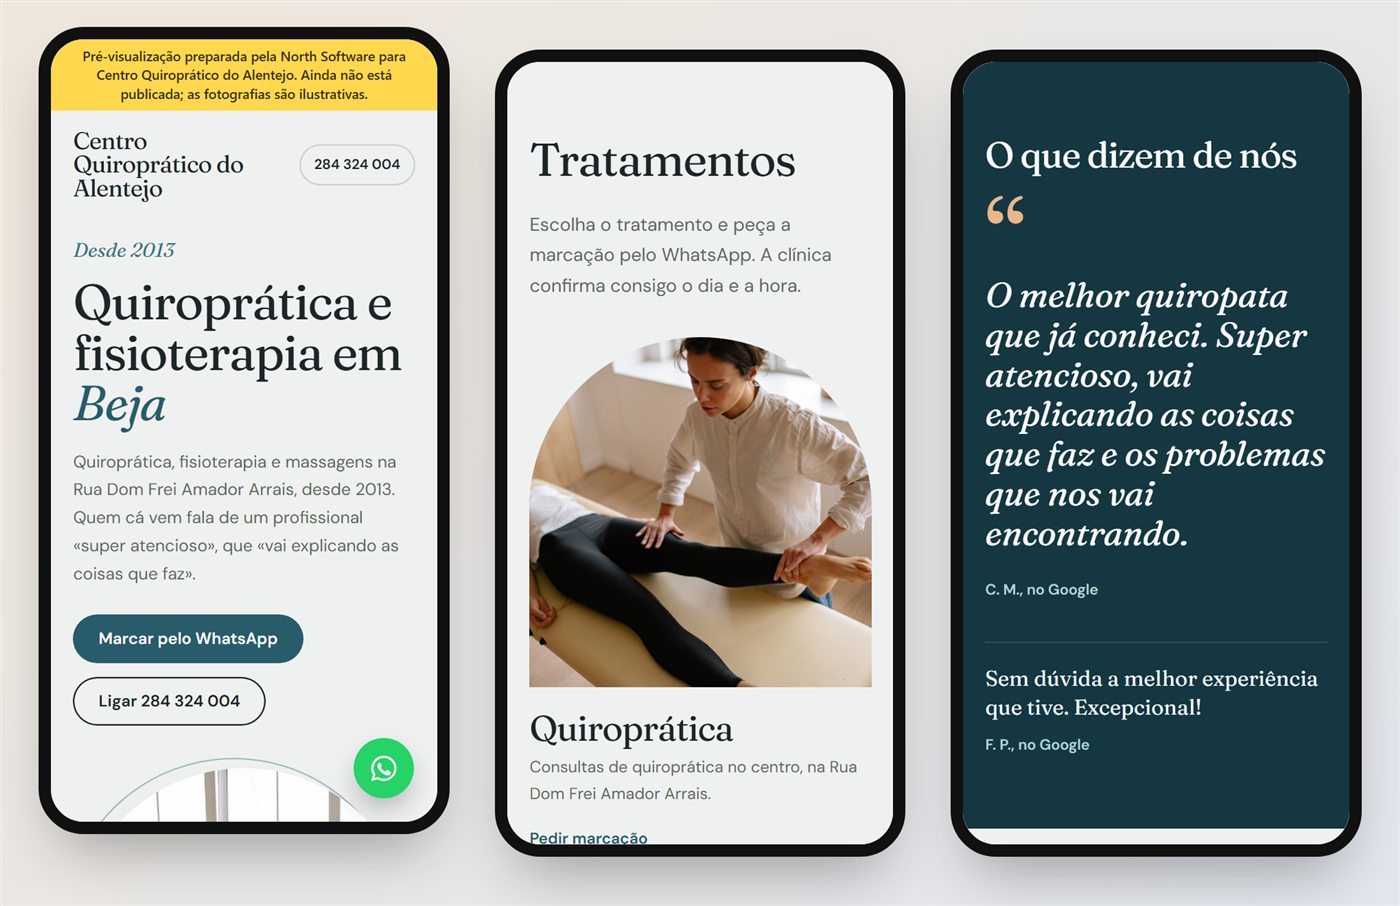 Pré-visualização preparada pela North Software para
Centro Quiroprático do Alentejo. Ainda não está
publicada; as fotografias são ilustrativas.
Centro
Quiroprático do
Alentejo
284 324 004
Desde 2013
Quiroprática e
fisioterapia em
Beja
Quiroprática, fisioterapia e massagens na
Rua Dom Frei Amador Arrais, desde 2013.
Quem cá vem fala de um profissional
«super atencioso», que «vai explicando as
coisas que faz».
Marcar pelo WhatsApp
Ligar 284 324 004
Tratamentos
Escolha o tratamento e peça a
marcação pelo WhatsApp. A clínica
confirma consigo o dia e a hora.
Quiroprática
Consultas de quiroprática no centro, na Rua
Dom Frei Amador Arrais.
Pedir marcação
O que dizem de nós
“
O melhor quiropata
que já conheci. Super
atencioso, vai
explicando as coisas
que faz e os problemas
que nos vai
encontrando.
C. M., no Google
Sem dúvida a melhor experiência
que tive. Excepcional!
F. P., no Google